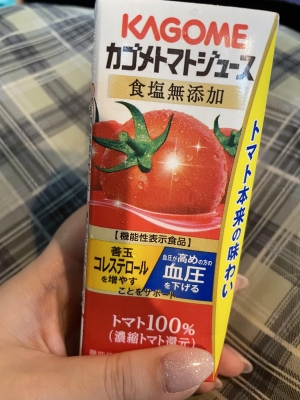 KAGOME
カゴメトマトジュース
食塩無添加
トマト本来の味わい
【機能性表示食品】
善玉
コレステロール
を増やす
血圧が高めの方の
血圧
を下げる
ことをサポート
トマト100%
(濃縮トマト還元)